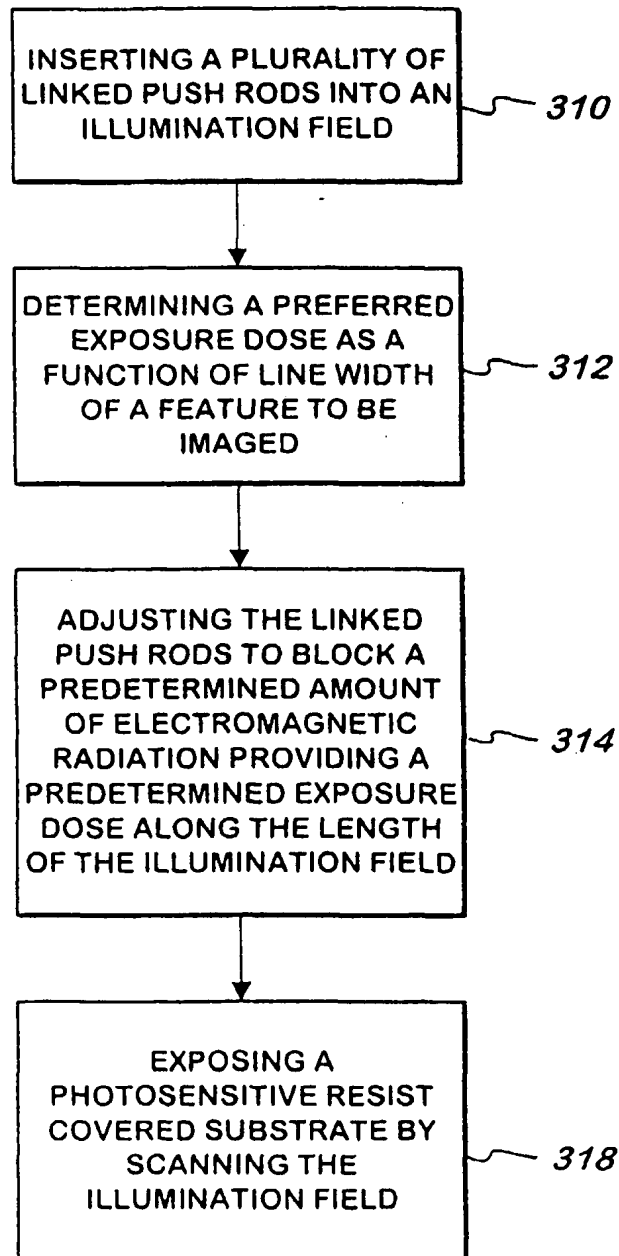 INSERTING A PLURALITY OF
LINKED PUSH RODS INTO AN
ILLUMINATION FIELD
310
DETERMINING A PREFERRED
EXPOSURE DOSE AS A
FUNCTION OF LINE WIDTH
OF A FEATURE TO BE
IMAGED
312
ADJUSTING THE LINKED
PUSH RODS TO BLOCK A
PREDETERMINED AMOUNT
OF ELECTROMAGNETIC
RADIATION PROVIDING A
PREDETERMINED EXPOSURE
DOSE ALONG THE LENGTH
OF THE ILLUMINATION FIELD
314
EXPOSING A
PHOTOSENSITIVE RESIST
COVERED SUBSTRATE BY
SCANNING THE
ILLUMINATION FIELD
318